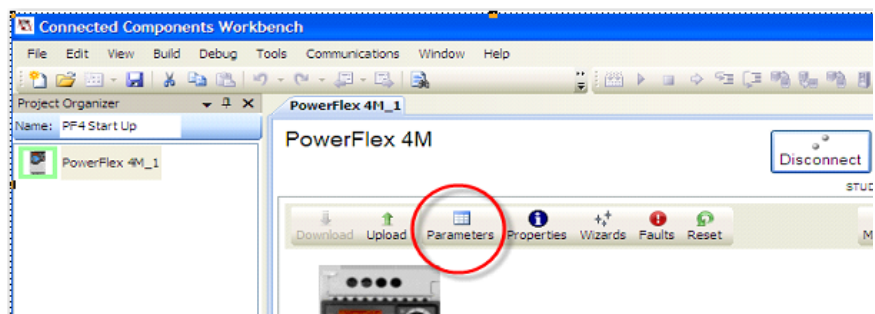 Connected Components Workbench
File Edit View Build Debug Tools Communications Window Help
Project Organizer
PowerFlex 4M_1
Name: PF4 Start Up
PowerFlex 4M
PowerFlex 4M_1
Disconnect
Download Upload Parameters Properties Wizards Faults Reset